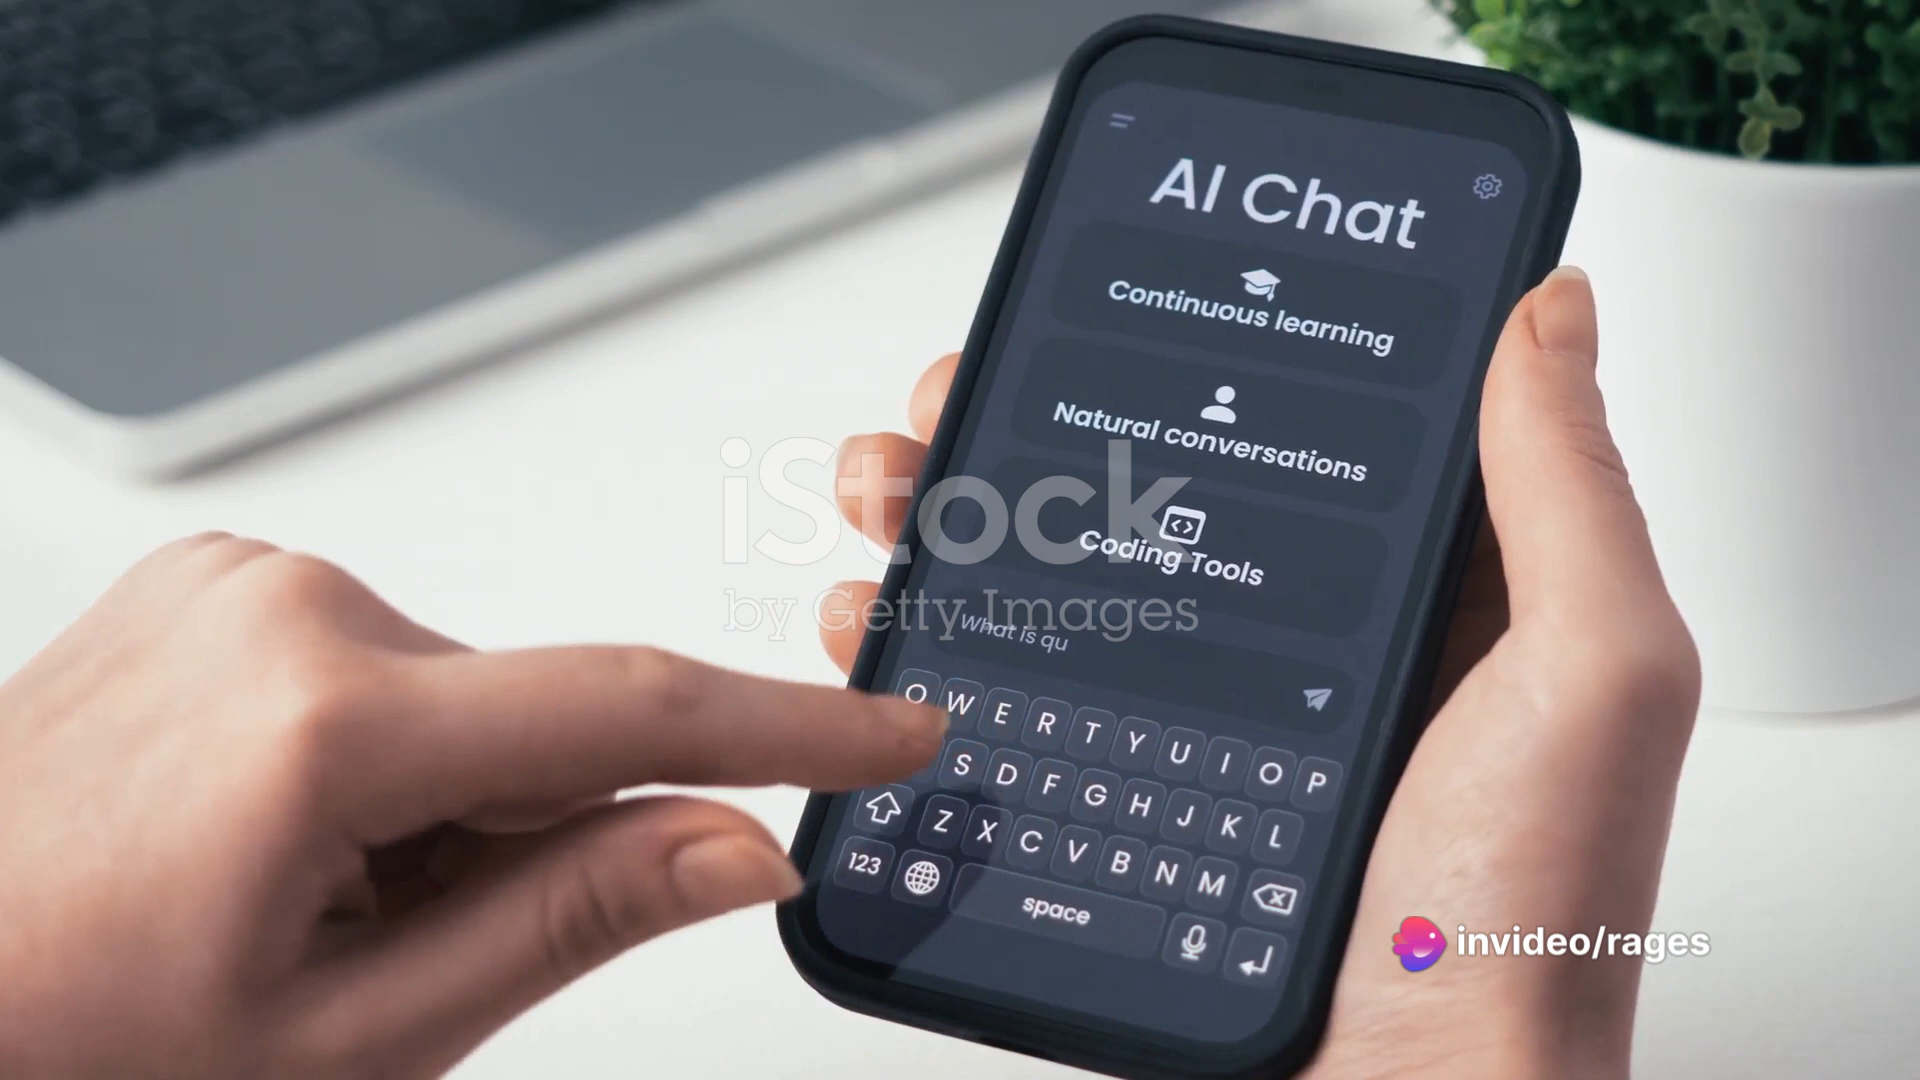 AI Chat
Continuous learning
Natural conversations
Coding Tools
iStock
by Getty Images
What is qu
Q W E R T Y U I O P
S D F G H J K L
Z X C V B N M
123 space
invideo/rages